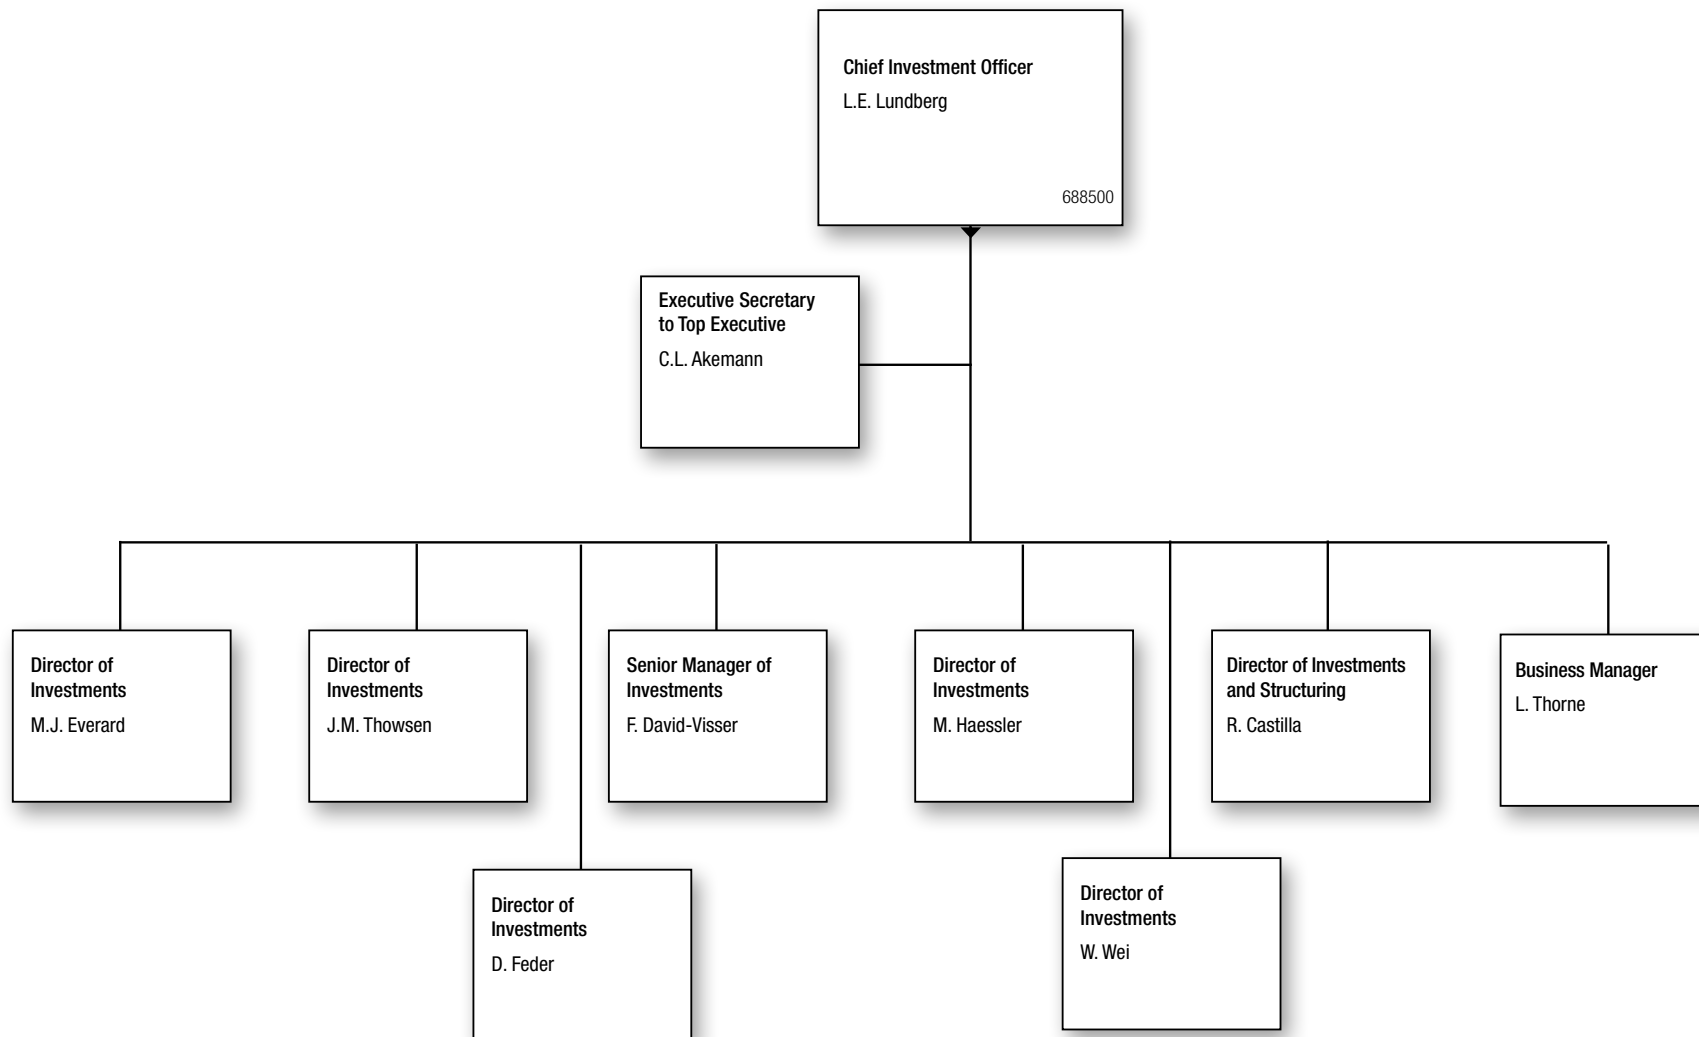 Chief Investment Officer
L.E. Lundberg
688500
Executive Secretary
to Top Executive
C.L. Akemann
Director of
Investments
M.J. Everard
Director of
Investments
J.M. Thowsen
Senior Manager of
Investments
F. David-Visser
Director of
Investments
M. Haessler
Director of Investments
and Structuring
R. Castilla
Business Manager
L. Thorne
Director of
Investments
D. Feder
Director of
Investments
W. Wei